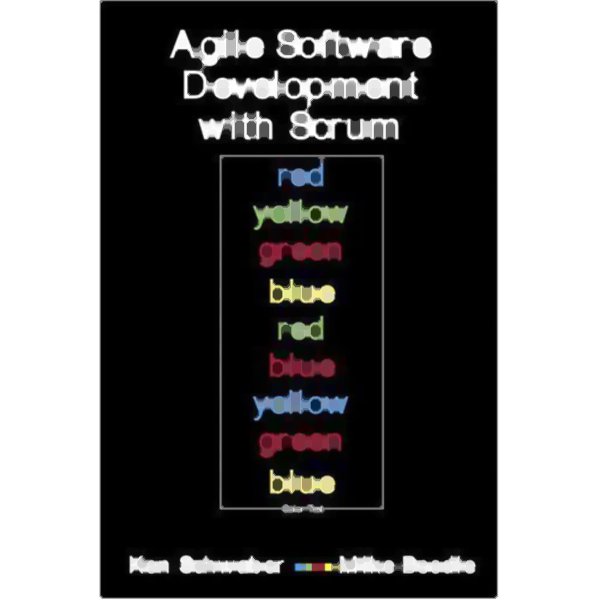 Agile Software
Development
with Scrum
red
yellow
green
blue
red
blue
yellow
green
blue
Ken Schwaber Mike Beedle